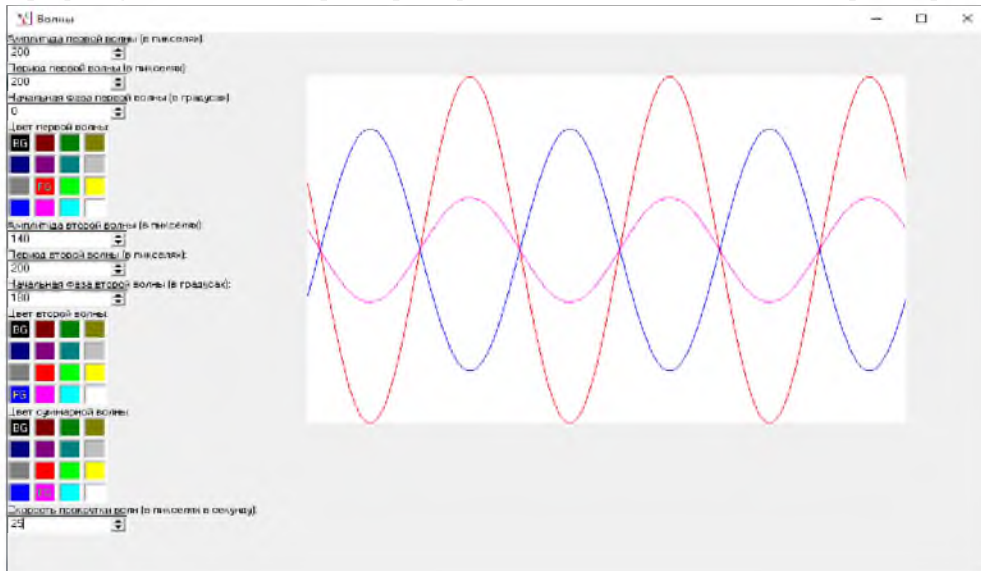 Волны
Амплитуда первой волны (в пикселях):
200
Период первой волны (в пикселях):
200
Начальная фаза первой волны (в градусах):
0
Цвет первой волны:
BG
FG
Амплитуда второй волны (в пикселях):
140
Период второй волны (в пикселях):
200
Начальная фаза второй волны (в градусах):
180
Цвет второй волны:
BG
FG
Цвет суммарной волны:
BG
FG
Скорость прокрутки волн (в пикселях в секунду):
25